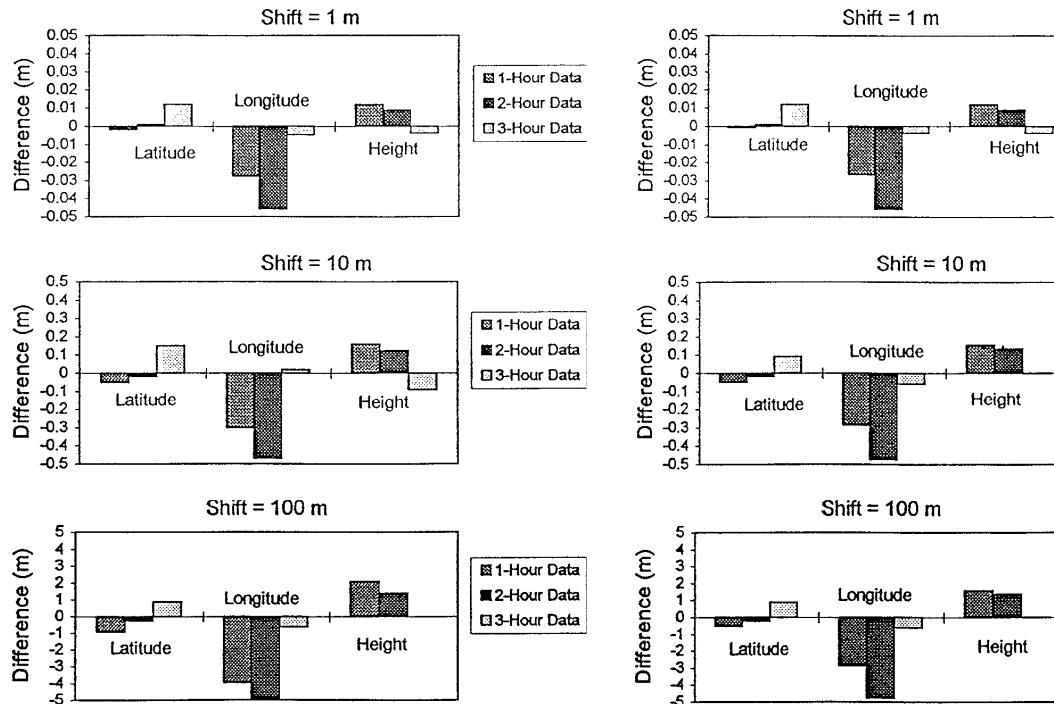 Shift = 1 m
Difference (m)
0.05
0.04
0.03
0.02
0.01
0
-0.01
-0.02
-0.03
-0.04
-0.05
Latitude
Longitude
Height
1-Hour Data
2-Hour Data
3-Hour Data
Shift = 1 m
Difference (m)
0.05
0.04
0.03
0.02
0.01
0
-0.01
-0.02
-0.03
-0.04
-0.05
Latitude
Longitude
Height
Shift = 10 m
Difference (m)
0.5
0.4
0.3
0.2
0.1
0
-0.1
-0.2
-0.3
-0.4
-0.5
Latitude
Longitude
Height
1-Hour Data
2-Hour Data
3-Hour Data
Shift = 10 m
Difference (m)
0.5
0.4
0.3
0.2
0.1
0
-0.1
-0.2
-0.3
-0.4
-0.5
Latitude
Longitude
Height
Shift = 100 m
Difference (m)
5
4
3
2
1
0
-1
-2
-3
-4
-5
Latitude
Longitude
Height
1-Hour Data
2-Hour Data
3-Hour Data
Shift = 100 m
Difference (m)
5
4
3
2
1
0
-1
-2
-3
-4
-5
Latitude
Longitude
Height